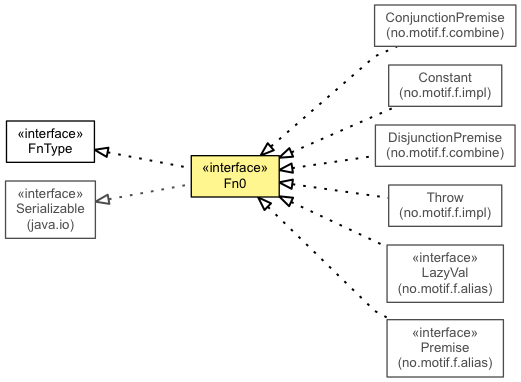 ConjunctionPremise
(no.motif.f.combine)
Constant
(no.motif.f.impl)
«interface»
FnType
DisjunctionPremise
(no.motif.f.combine)
«interface»
Fn0
«interface»
Serializable
(java.io)
Throw
(no.motif.f.impl)
«interface»
LazyVal
(no.motif.f.alias)
«interface»
Premise
(no.motif.f.alias)